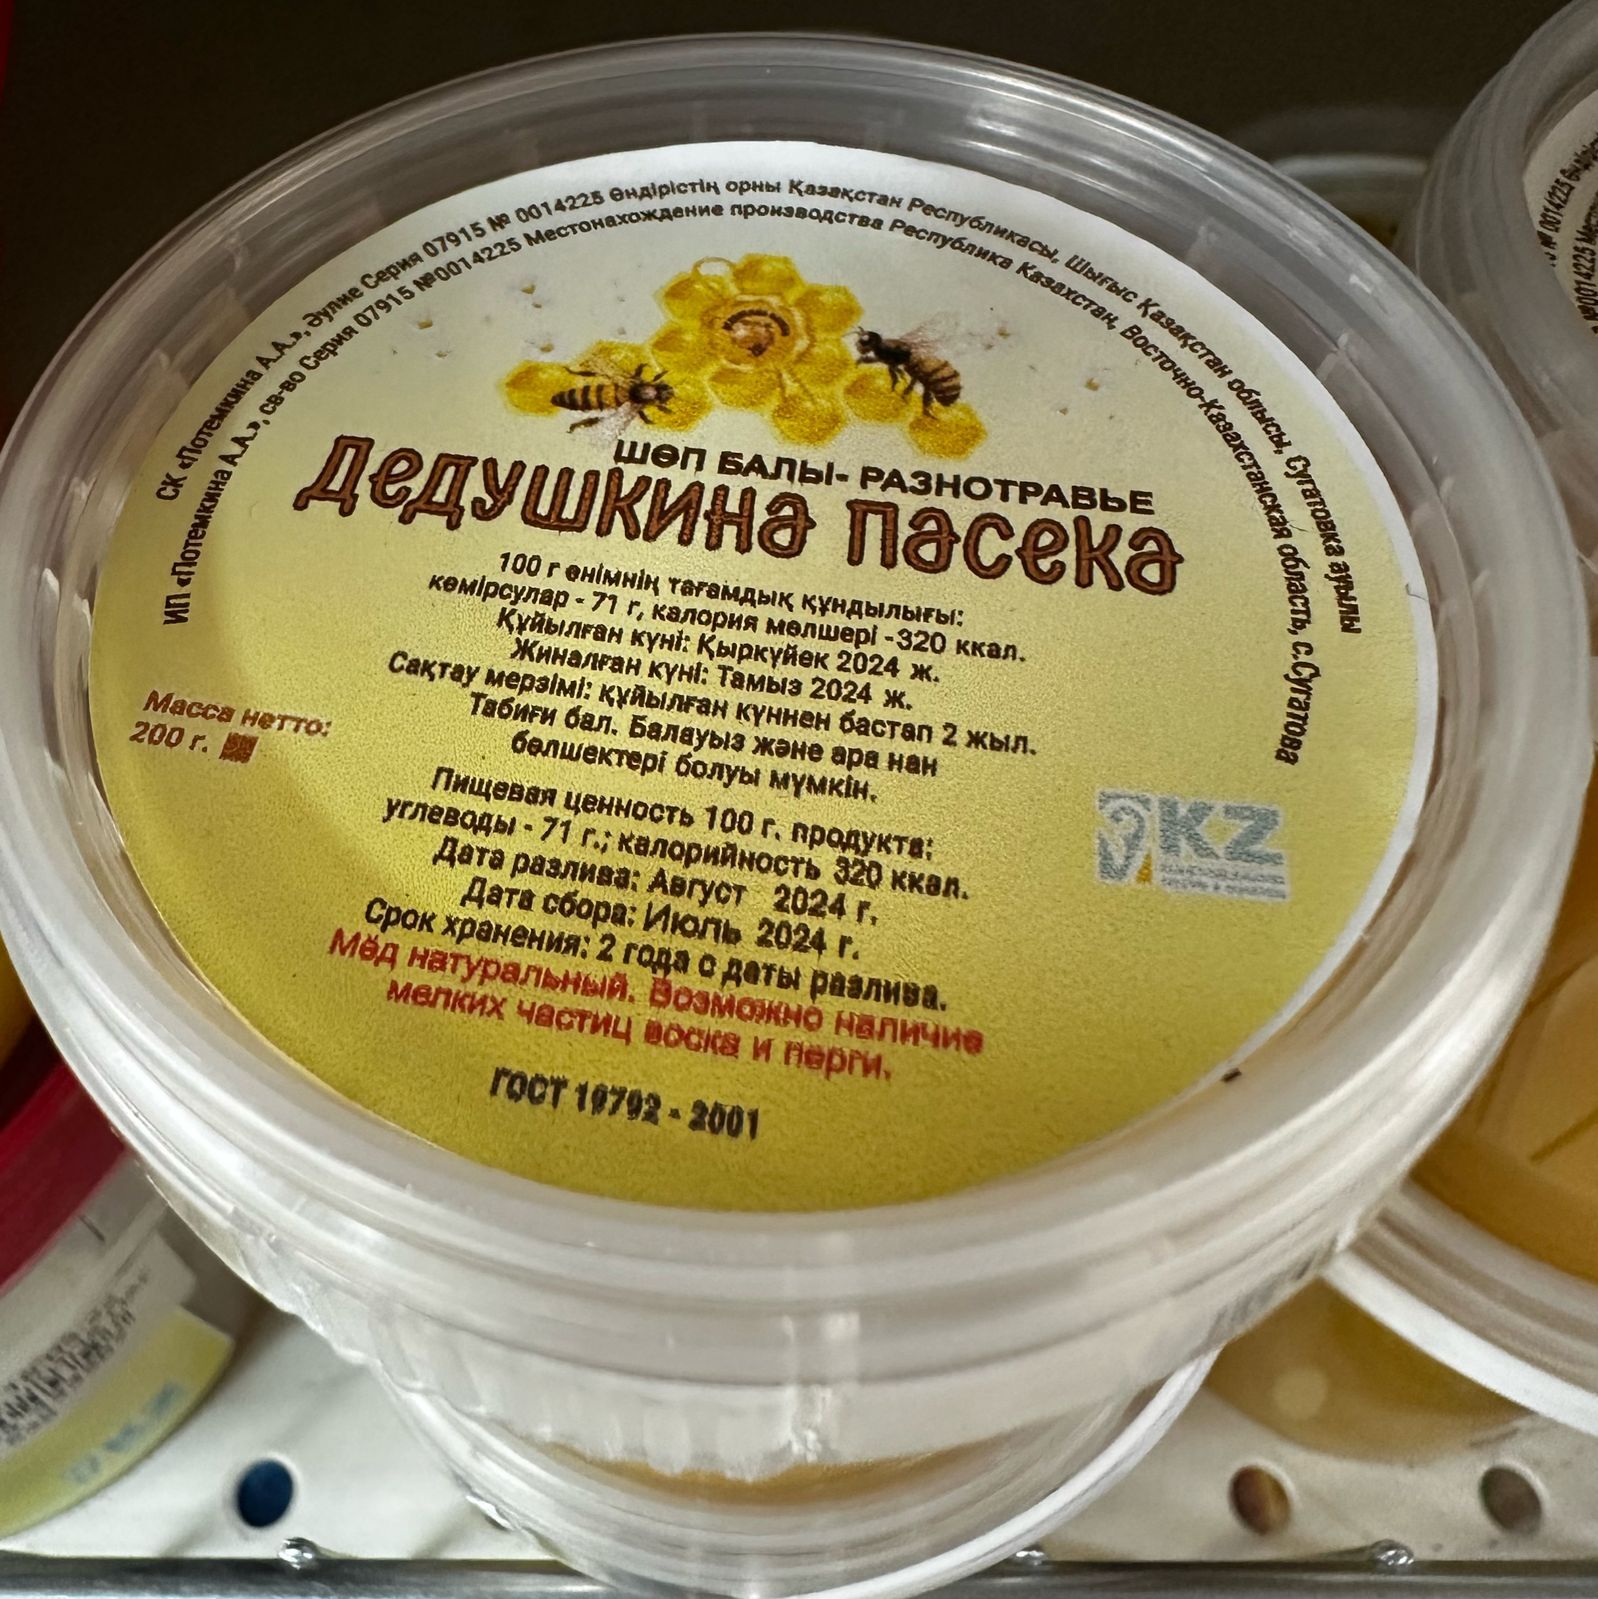 СК «Потемкина А.А.», Әулие Серия 07915 № 0014225 Өндірістің орны Қазақстан Республикасы, Шығыс Қазақстан облысы, Сугатовка ауылы
ИП «Потемкина А.А.», св-во Серия 07915 №0014225 Местонахождение производства Республика Казахстан, Восточно-Казахстанская область, с.Сугатова
ШӨП БАЛЫ- РАЗНОТРАВЬЕ
Дедушкина пасека
100 г өнімнің тағамдық құндылығы:
көмірсулар - 71 г, калория мөлшері -320 ккал.
Құйылған күні: Қыркүйек 2024 ж.
Жиналған күні: Тамыз 2024 ж.
Сақтау мерзімі: құйылған күннен бастап 2 жыл.
Табиғи бал. Балауыз және ара нан
бөлшектері болуы мүмкін.
Масса нетто:
200 г.
Пищевая ценность 100 г. продукта:
углеводы - 71 г.; калорийность 320 ккал.
Дата разлива: Август 2024 г.
Дата сбора: Июль 2024 г.
Срок хранения: 2 года с даты разлива.
Мёд натуральный. Возможно наличие
мелких частиц воска и перги.
ГОСТ 19792 - 2001
KZ